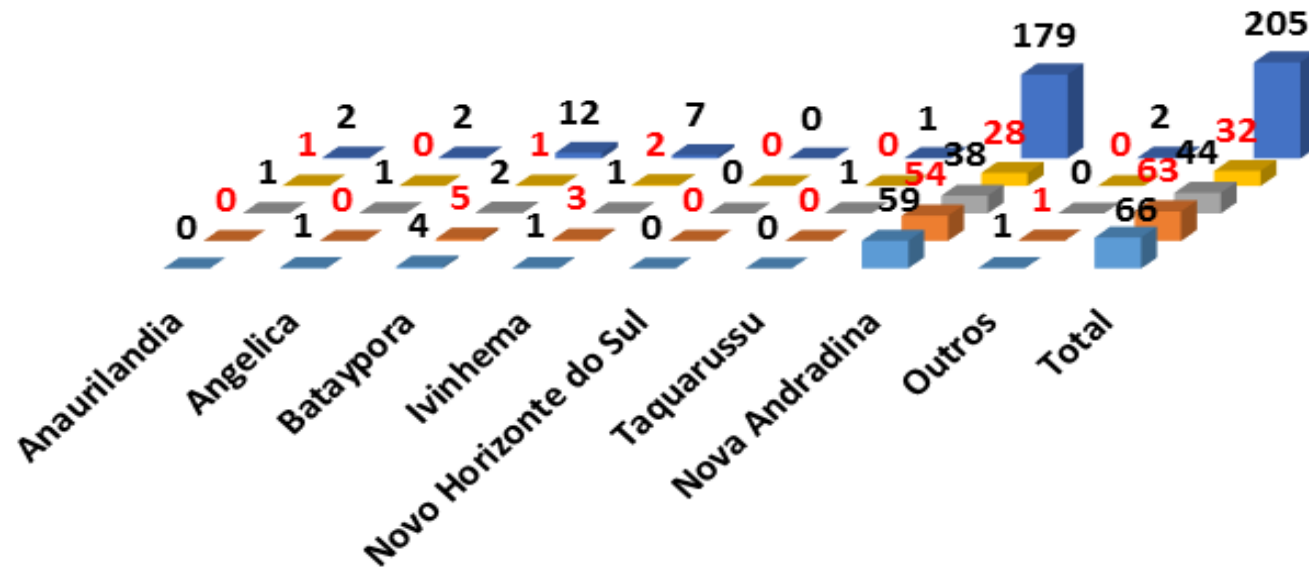 179 205
2 2 12 7 0 1 2
1 0 1 2 0 0 28 0 32
1 1 2 1 0 1 38 0 44
0 0 5 3 0 0 54 1 63
0 1 4 1 0 0 59 1 66
Anaurilandia
Angelica
Bataypora
Ivinhema
Novo Horizonte do Sul
Taquarussu
Nova Andradina
Outros
Total